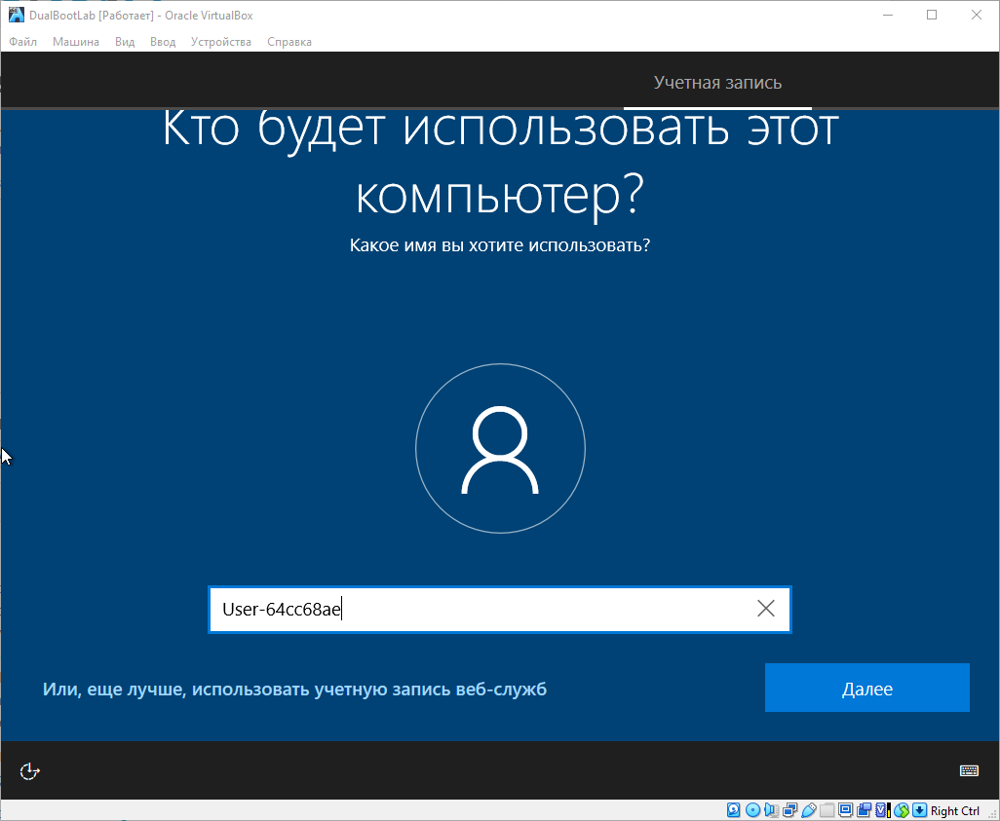 DualBootLab [Работает] - Oracle VirtualBox
Файл Машина Вид Ввод Устройства Справка
Учетная запись
Кто будет использовать этот
компьютер?
Какое имя вы хотите использовать?
User-64cc68ae
Или, еще лучше, использовать учетную запись веб-служб
Далее
Right Ctrl